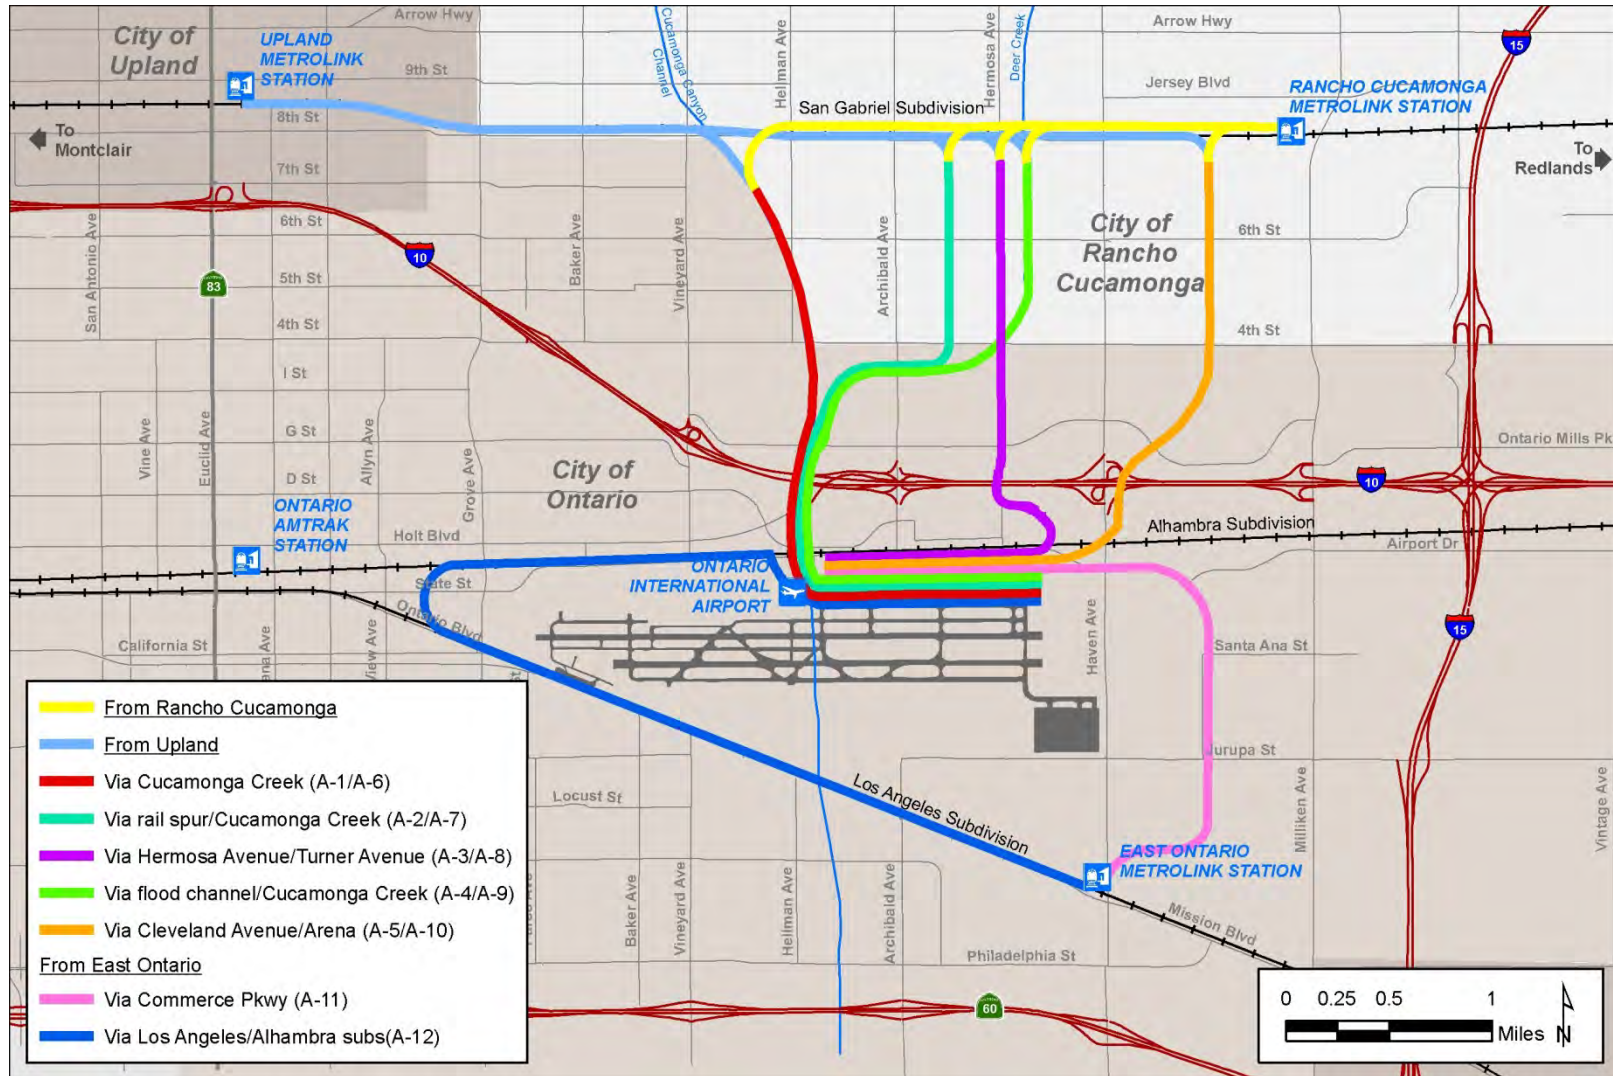 Arrow Hwy
Arrow Hwy
City of
Upland
UPLAND
METROLINK
STATION
9th St
8th St
7th St
6th St
5th St
4th St
I St
G St
D St
To
Montclair
Cucamonga Canyon
Channel
Hellman Ave
Hermosa Ave
Deer Creek
Jersey Blvd
15
San Gabriel Subdivision
RANCHO CUCAMONGA
METROLINK STATION
To
Redlands
City of
Rancho
Cucamonga
6th St
4th St
San Antonio Ave
83
10
Baker Ave
Vineyard Ave
Archibald Ave
Vine Ave
Euclid Ave
Allyn Ave
Grove Ave
City of
Ontario
Ontario Mills Pk
10
ONTARIO
AMTRAK
STATION
Holt Blvd
State St
Ontario Blvd
California St
Alhambra Subdivision
Airport Dr
ONTARIO
INTERNATIONAL
AIRPORT
Haven Ave
Santa Ana St
15
ena Ave
View Ave
Jurupa St
Locust St
Los Angeles Subdivision
Milliken Ave
Vintage Ave
EAST ONTARIO
METROLINK STATION
Mission Blvd
Baker Ave
Vineyard Ave
Hellman Ave
Archibald Ave
Philadelphia St
60
From Rancho Cucamonga
From Upland
Via Cucamonga Creek (A-1/A-6)
Via rail spur/Cucamonga Creek (A-2/A-7)
Via Hermosa Avenue/Turner Avenue (A-3/A-8)
Via flood channel/Cucamonga Creek (A-4/A-9)
Via Cleveland Avenue/Arena (A-5/A-10)
From East Ontario
Via Commerce Pkwy (A-11)
Via Los Angeles/Alhambra subs(A-12)
0 0.25 0.5 1
Miles
N